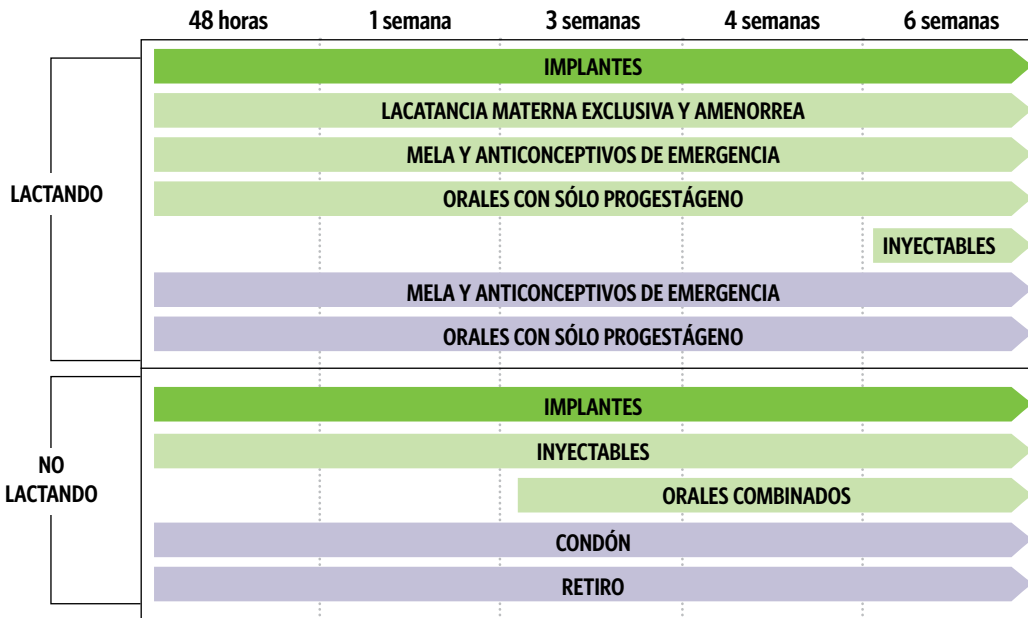 48 horas 1 semana 3 semanas 4 semanas 6 semanas
LACTANDO
IMPLANTES
LACATANCIA MATERNA EXCLUSIVA Y AMENORREA
MELA Y ANTICONCEPTIVOS DE EMERGENCIA
ORALES CON SÓLO PROGESTÁGENO
INYECTABLES
MELA Y ANTICONCEPTIVOS DE EMERGENCIA
ORALES CON SÓLO PROGESTÁGENO
NO
LACTANDO
IMPLANTES
INYECTABLES
ORALES COMBINADOS
CONDÓN
RETIRO